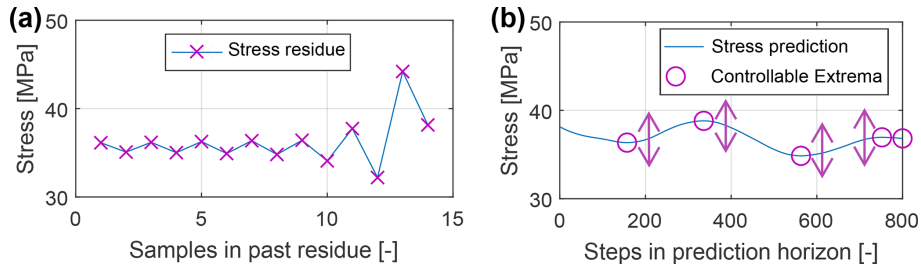 (a)
50
40
30
Stress [MPa]
Stress residue
0
5
10
15
Samples in past residue [-]
(b)
50
40
30
Stress [MPa]
Stress prediction
Controllable Extrema
0
200
400
600
800
Steps in prediction horizon [-]